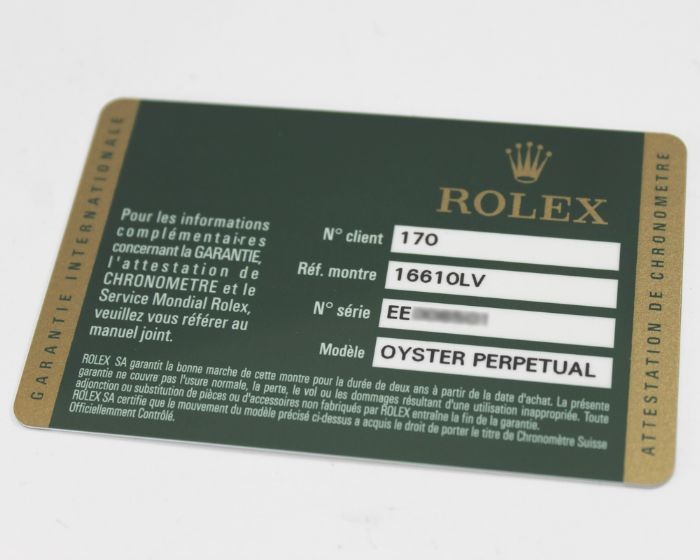 GARANTIE INTERNATIONALE
ROLEX
Pour les informations
complémentaires
concernant la GARANTIE,
l'attestation de
CHRONOMETRE et le
Service Mondial Rolex,
veuillez vous référer au
manuel joint.
N° client 170
Réf. montre 16610LV
N° série EE
Modèle OYSTER PERPETUAL
ROLEX SA garantit la bonne marche de cette montre pour la durée de deux ans à partir de la date d'achat. La présente
garantie ne couvre pas l'usure normale, la perte, le vol ou les dommages résultant d'une utilisation inappropriée. Toute
adjonction ou substitution de pièces ou d'accessoires non fabriqués par ROLEX entraîne la fin de la garantie.
ROLEX SA certifie que le mouvement du modèle précisé ci-dessus a acquis le droit de porter le titre de Chronomètre Suisse
Officiellement Contrôlé.
ATTESTATION DE CHRONOMETRE